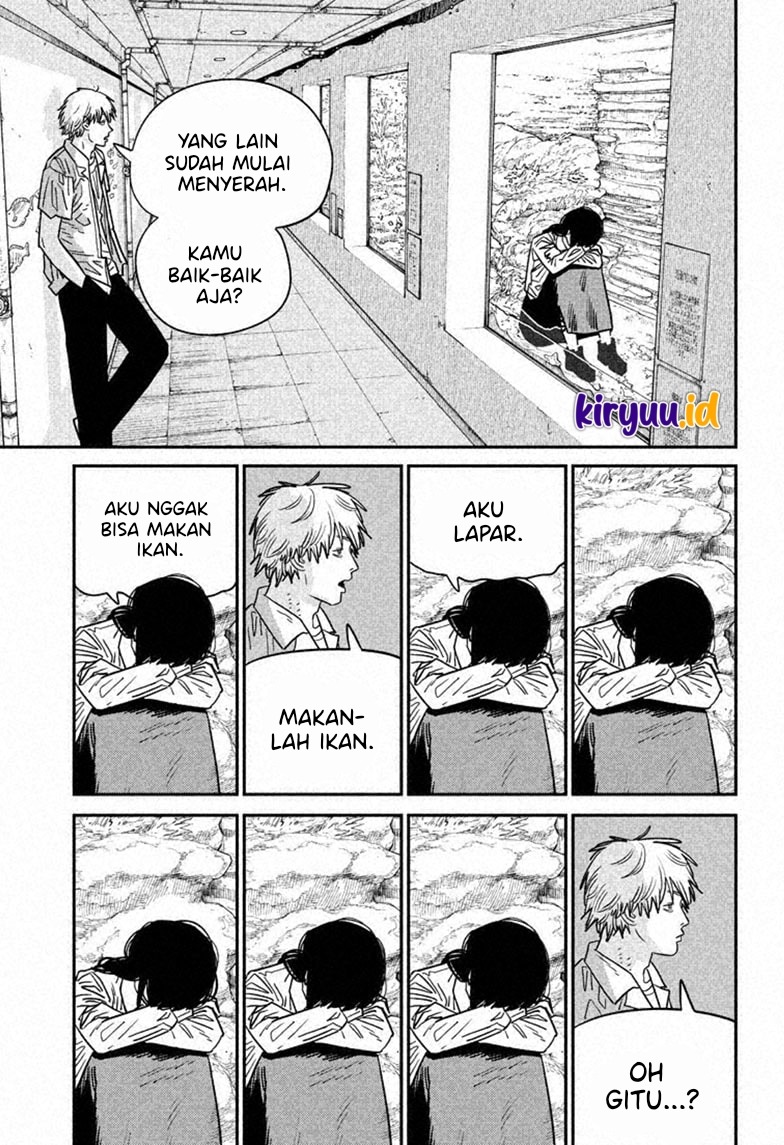 YANG LAIN
SUDAH MULAI
MENYERAH.
KAMU
BAIK-BAIK
AJA?
kiryuu.id
AKU
LAPAR.
MAKAN-
LAH IKAN.
AKU NGGAK
BISA MAKAN
IKAN.
OH
GITU...?